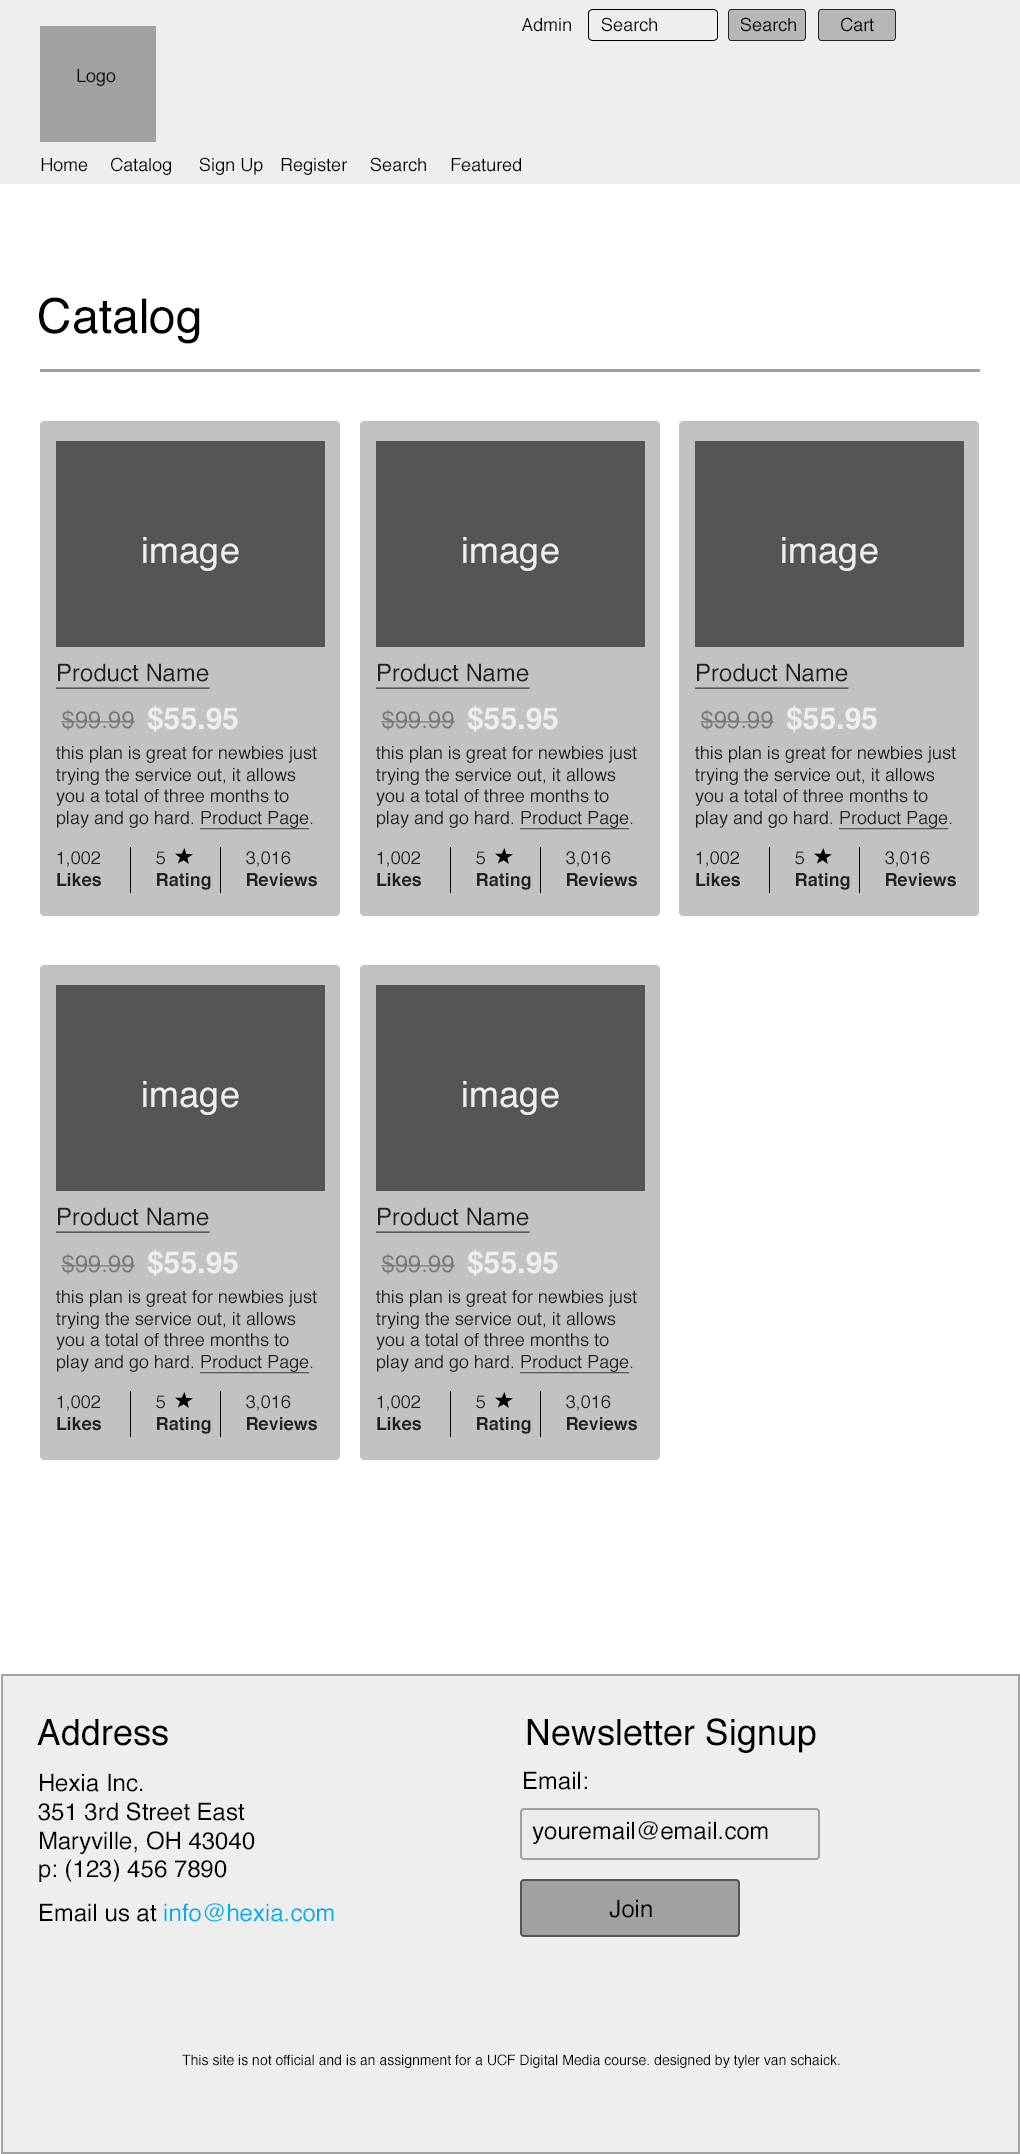 Admin Search Search Cart
Logo
Home Catalog Sign Up Register Search Featured
Catalog
image
Product Name
$99.99 $55.95
this plan is great for newbies just
trying the service out, it allows
you a total of three months to
play and go hard. Product Page.
1,002 5 ★ 3,016
Likes Rating Reviews
image
Product Name
$99.99 $55.95
this plan is great for newbies just
trying the service out, it allows
you a total of three months to
play and go hard. Product Page.
1,002 5 ★ 3,016
Likes Rating Reviews
image
Product Name
$99.99 $55.95
this plan is great for newbies just
trying the service out, it allows
you a total of three months to
play and go hard. Product Page.
1,002 5 ★ 3,016
Likes Rating Reviews
image
Product Name
$99.99 $55.95
this plan is great for newbies just
trying the service out, it allows
you a total of three months to
play and go hard. Product Page.
1,002 5 ★ 3,016
Likes Rating Reviews
image
Product Name
$99.99 $55.95
this plan is great for newbies just
trying the service out, it allows
you a total of three months to
play and go hard. Product Page.
1,002 5 ★ 3,016
Likes Rating Reviews
Address
Hexia Inc.
351 3rd Street East
Maryville, OH 43040
p: (123) 456 7890
Email us at info@hexia.com
Newsletter Signup
Email:
youremail@email.com
Join
This site is not official and is an assignment for a UCF Digital Media course. designed by tyler van schaick.